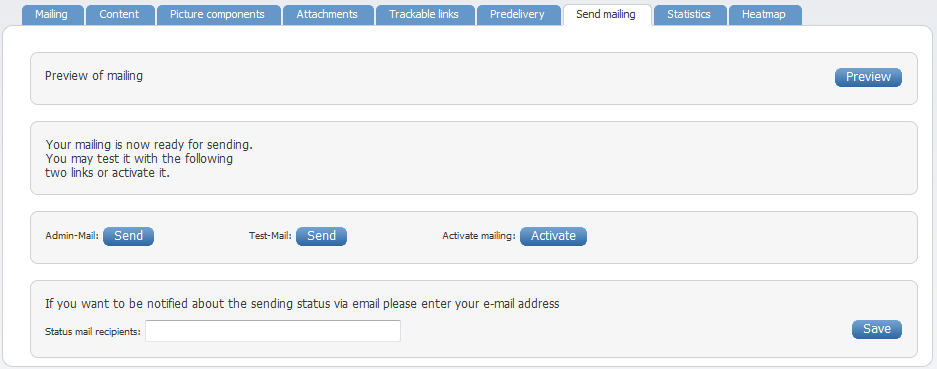 Mailing Content Picture components Attachments Trackable links Predelivery Send mailing Statistics Heatmap
Preview of mailing Preview
Your mailing is now ready for sending.
You may test it with the following
two links or activate it.
Admin-Mail: Send Test-Mail: Send Activate mailing: Activate
If you want to be notified about the sending status via email please enter your e-mail address
Status mail recipients: Save